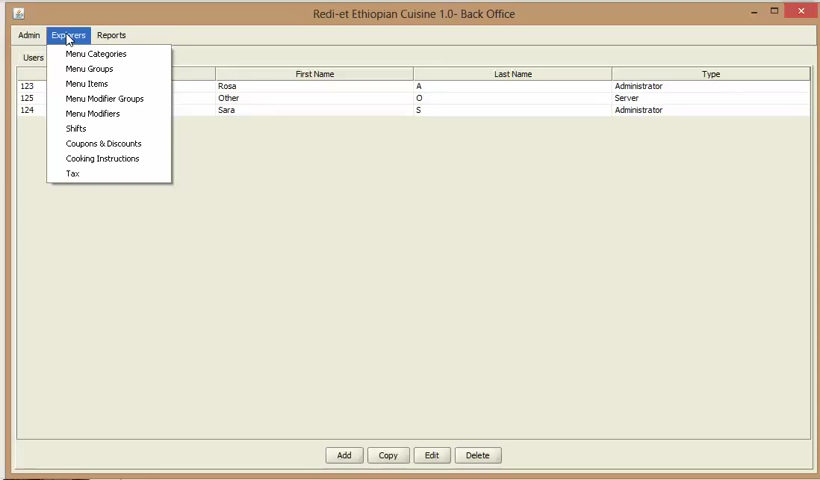 Redi-et Ethiopian Cuisine 1.0- Back Office
Admin Explorers Reports
Users
Menu Categories
Menu Groups
Menu Items
Menu Modifier Groups
Menu Modifiers
Shifts
Coupons & Discounts
Cooking Instructions
Tax
First Name Last Name Type
123 Rosa A Administrator
125 Other O Server
124 Sara S Administrator
Add Copy Edit Delete